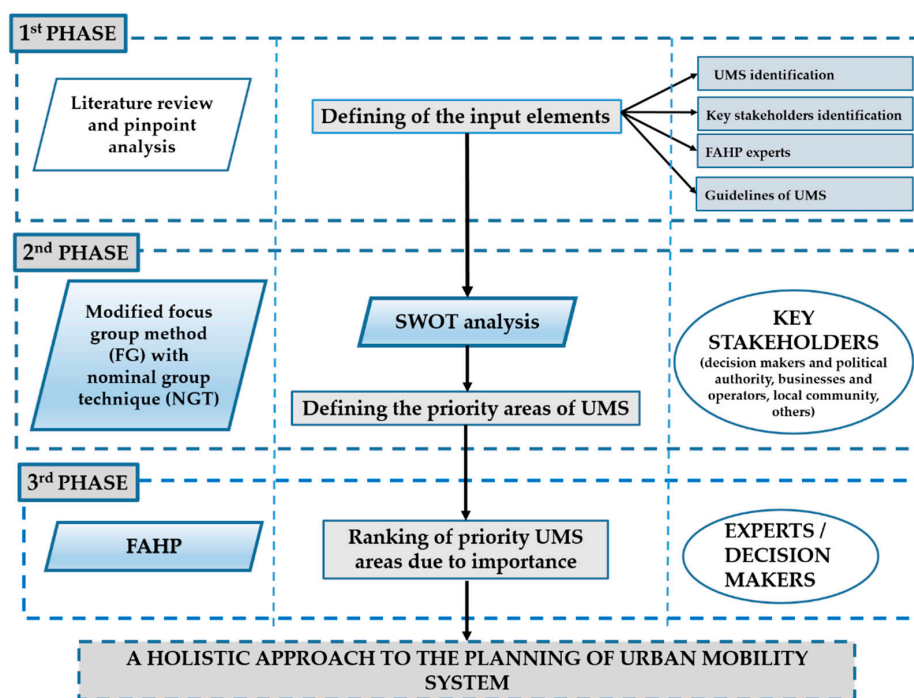 1st PHASE
Literature review
and pinpoint
analysis
Defining of the input elements
UMS identification
Key stakeholders identification
FAHP experts
Guidelines of UMS
2nd PHASE
Modified focus
group method
(FG) with
nominal group
technique (NGT)
SWOT analysis
Defining the priority areas of UMS
KEY
STAKEHOLDERS
(decision makers and political
authority, businesses and
operators, local community,
others)
3rd PHASE
FAHP
Ranking of priority UMS
areas due to importance
EXPERTS /
DECISION
MAKERS
A HOLISTIC APPROACH TO THE PLANNING OF URBAN MOBILITY
SYSTEM